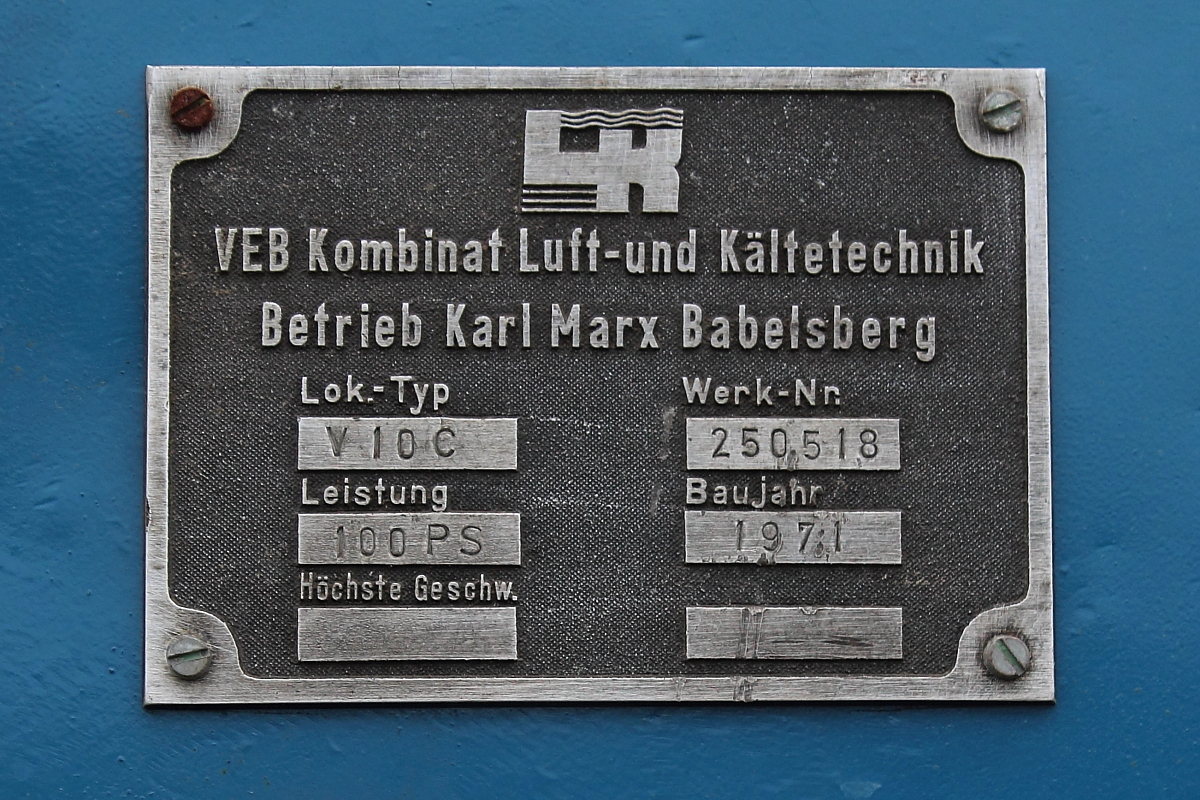 LK
VEB Kombinat Luft-und Kältetechnik
Betrieb Karl Marx Babelsberg
Lok.-Typ Werk-Nr.
V 10 C 250518
Leistung Baujahr
100 PS 1971
Höchste Geschw.